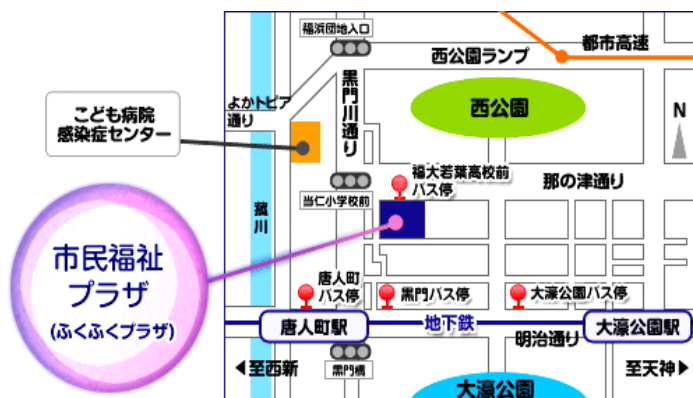 福浜団地入口
都市高速
西公園ランプ
こども病院
感染症センター
よかトピア
通り
黒門川通り
西公園
N
福大若葉高校前
バス停
那の津通り
当仁小学校前
菰川
市民福祉
プラザ
(ふくふくプラザ)
唐人町
バス停
黒門バス停
大濠公園バス停
唐人町駅
地下鉄
大濠公園駅
明治通り
至西新
黒門橋
至天神
大濠公園